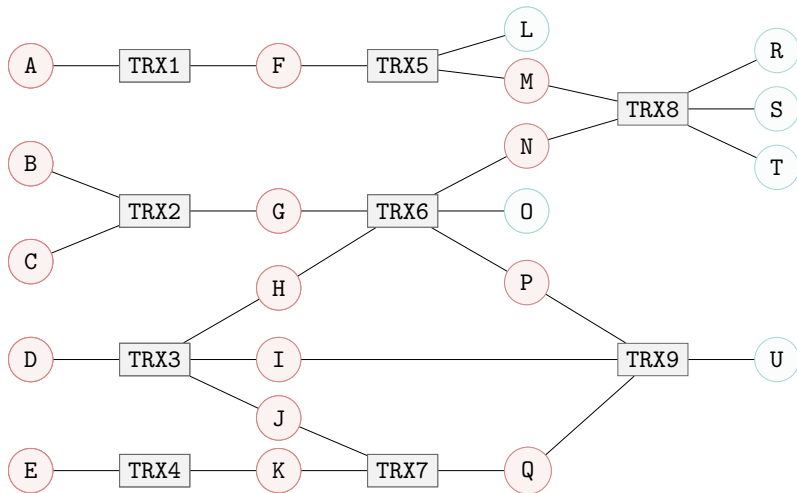 A TRX1 F TRX5 L
M
R
TRX8 S
T
B
N
TRX2 G TRX6 O
C
H P
D TRX3 I TRX9 U
J
E TRX4 K TRX7 Q